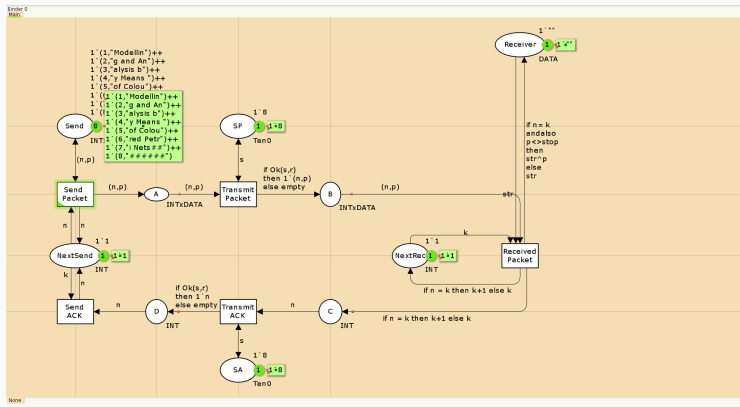 Binder 0
Main
1`(1,"Modellin")++
1`(2,"g and An")++
1`(3,"alysis b")++
1`(4,"y Means ")++
1`(5,"of Colou")++
1`(1,"Modellin")++
1`(2,"g and An")++
1`(3,"alysis b")++
1`(4,"y Means ")++
1`(5,"of Colou")++
1`(6,"red Petr")++
1`(7,"i Nets##")++
1`(8,"######")
Send
8
INT
1`8
SP
1
1`8
Ten0
1`""
Receiver
1
1`""
DATA
(n,p)
s
if n=k
andalso
p<>stop
then
str^p
else
str
Send
Packet
(n,p)
A
INTxDATA
(n,p)
if Ok(s,r)
then 1`(n,p)
else empty
Transmit
Packet
B
INTxDATA
(n,p)
str
n
n
1`1
NextSend
1
1`1
INT
k
n
1`1
NextRec
1
1`1
INT
k
Received
Packet
if n = k then k+1 else k
Send
ACK
n
D
INT
if Ok(s,r)
then 1`n
else empty
Transmit
ACK
n
C
INT
if n = k then k+1 else k
s
1`8
SA
1
1`8
Ten0
None